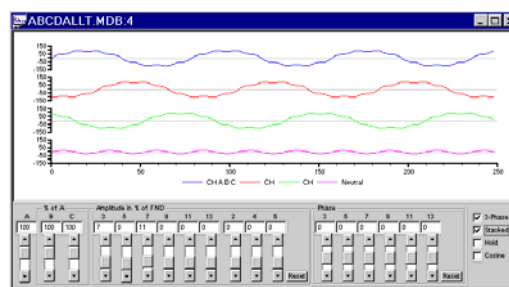 ABCDALLT.MDB:4
150
50
-50
-150
150
50
-50
-150
150
50
-50
-150
150
50
-50
-150
0 50 100 150 200 250
CH A B-C CH CH Neutral
% of A Amplitude in % of FND Phase
A B C 3 5 7 9 11 13 2 4 6 3 5 7 9 11 13
100 100 100 7 0 11 0 0 0 0 0 0 0 0 0 0 0 0
3-Phase
Stacked
Hold
Cosine
Reset Reset